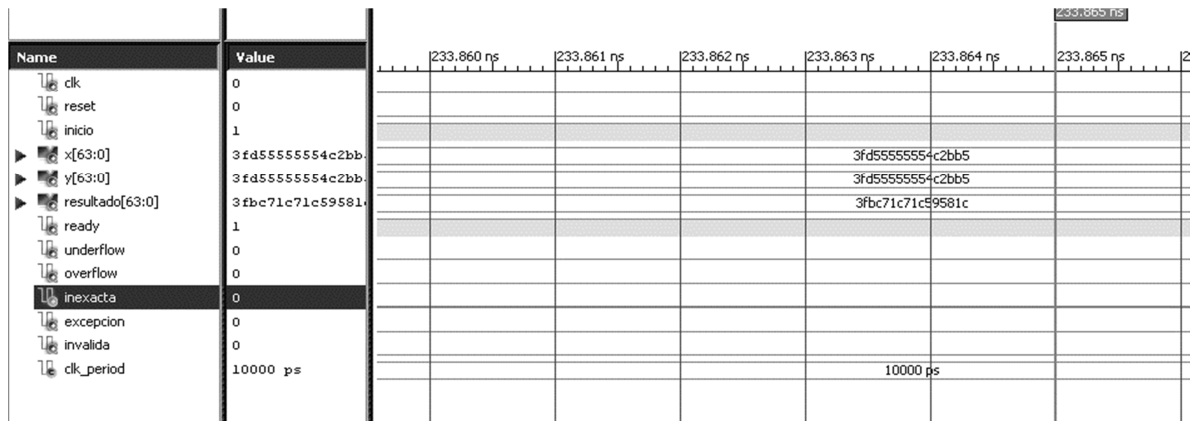 233.865 ns
Name Value
233.860 ns 233.861 ns 233.862 ns 233.863 ns 233.864 ns 233.865 ns 2
clk 0
reset 0
inicio 1
x[63:0] 3fd55555554c2bb 3fd55555554c2bb5
y[63:0] 3fd55555554c2bb 3fd55555554c2bb5
resultado[63:0] 3fbc71c71c59581 3fbc71c71c59581c
ready 1
underflow 0
overflow 0
inexacta 0
excepcion 0
invalida 0
clk_period 10000 ps 10000 ps